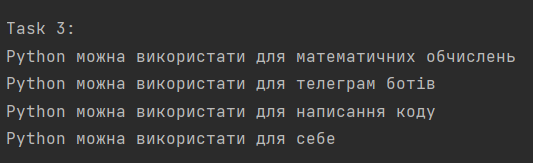 Task 3:
Python можна використати для математичних обчислень
Python можна використати для телеграм ботів
Python можна використати для написання коду
Python можна використати для себе